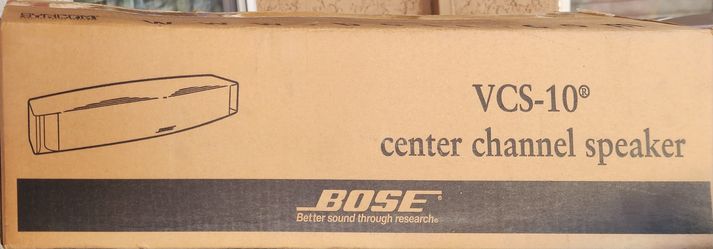 VCS-10®
center channel speaker
BOSE®
Better sound through research®